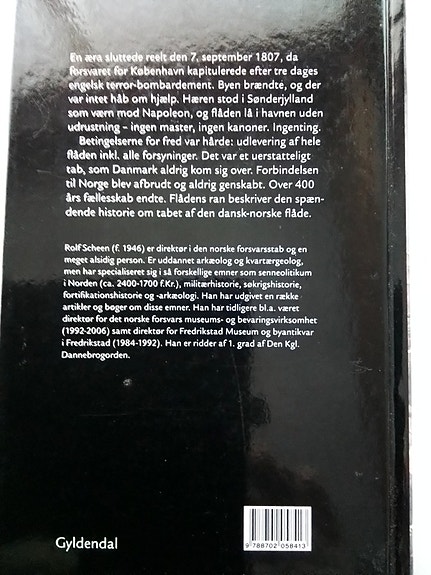 En æra sluttede reelt den 7. september 1807, da
forsvaret for København kapitulerede efter tre dages
engelsk terror-bombardement. Byen brændte, og der
var intet håb om hjælp. Hæren stod i Sønderjylland
som værn mod Napoleon, og flåden lå i havnen uden
udrustning – ingen master, ingen kanoner. Ingenting.
Betingelserne for fred var hårde: udlevering af hele
flåden inkl. alle forsyninger. Det var et uerstatteligt
tab, som Danmark aldrig kom sig over. Forbindelsen
til Norge blev afbrudt og aldrig genskabt. Over 400
års fællesskab endte. Flådens ran beskriver den spæn-
dende historie om tabet af den dansk-norske flåde.
Rolf Scheen (f. 1946) er direktør i den norske forsvarsstab og en
meget alsidig person. Er uddannet arkæolog og kvartærgeolog,
men har specialiseret sig i så forskellige emner som senneolitikum
i Norden (ca. 2400-1700 f.Kr.), militærhistorie, søkrigshistorie,
fortifikationshistorie og -arkæologi. Han har udgivet en række
artikler og bøger om disse emner. Han har tidligere bl.a. været
direktør for det norske forsvars museums- og bevaringsvirksomhet
(1992-2006) samt direktør for Fredrikstad Museum og byantikvar
i Fredrikstad (1984-1992). Han er ridder af 1. grad af Den Kgl.
Dannebrogorden.
Gyldendal
9 788702 058413